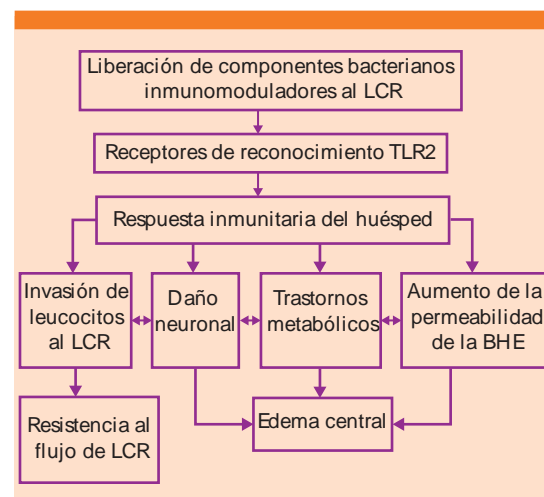 Liberación de componentes bacterianos
inmunomoduladores al LCR
Receptores de reconocimiento TLR2
Respuesta inmunitaria del huésped
Invasión de
leucocitos
al LCR
Daño
neuronal
Trastornos
metabólicos
Aumento de la
permeabilidad
de la BHE
Resistencia al
flujo de LCR
Edema central